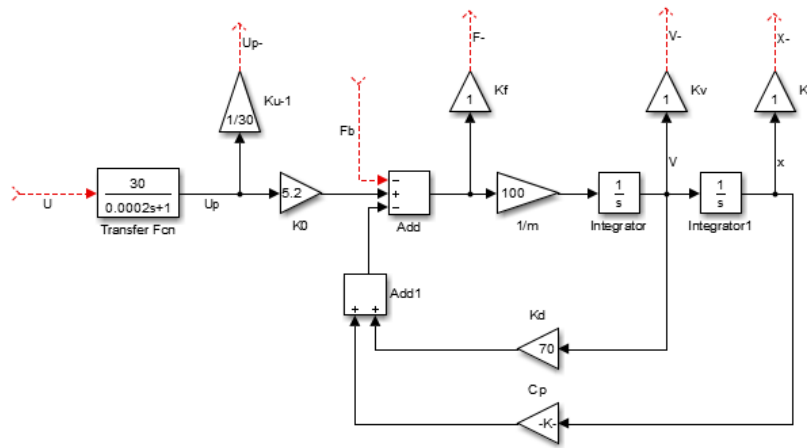 Up-
F-
V-
X-
Ku-1
1/30
Fb
Kf
1
Kv
1
K
1
U
30
0.0002s+1
Transfer Fcn
Up
5.2
K0
−
+
−
Add
100
1/m
1
s
Integrator
V
1
s
Integrator1
x
+ +
Add1
Kd
70
Cp
-K-